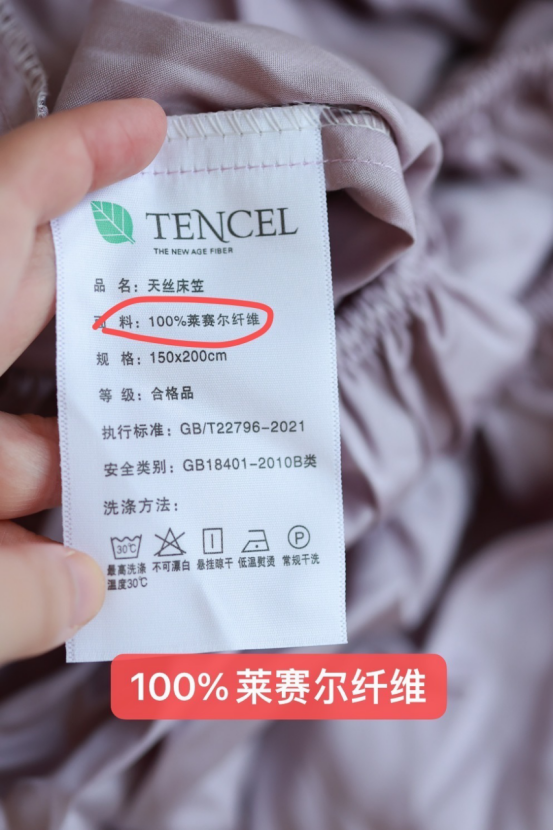 TENCEL
THE NEW AGE FIBER
品 名：天丝床笠
面 料：100%莱赛尔纤维
规 格：150x200cm
等 级：合格品
执行标准：GB/T22796-2021
安全类别：GB18401-2010B类
洗涤方法：
30℃
P
最高洗涤 不可漂白 悬挂晾干 低温熨烫 常规干洗
温度30℃
100%莱赛尔纤维